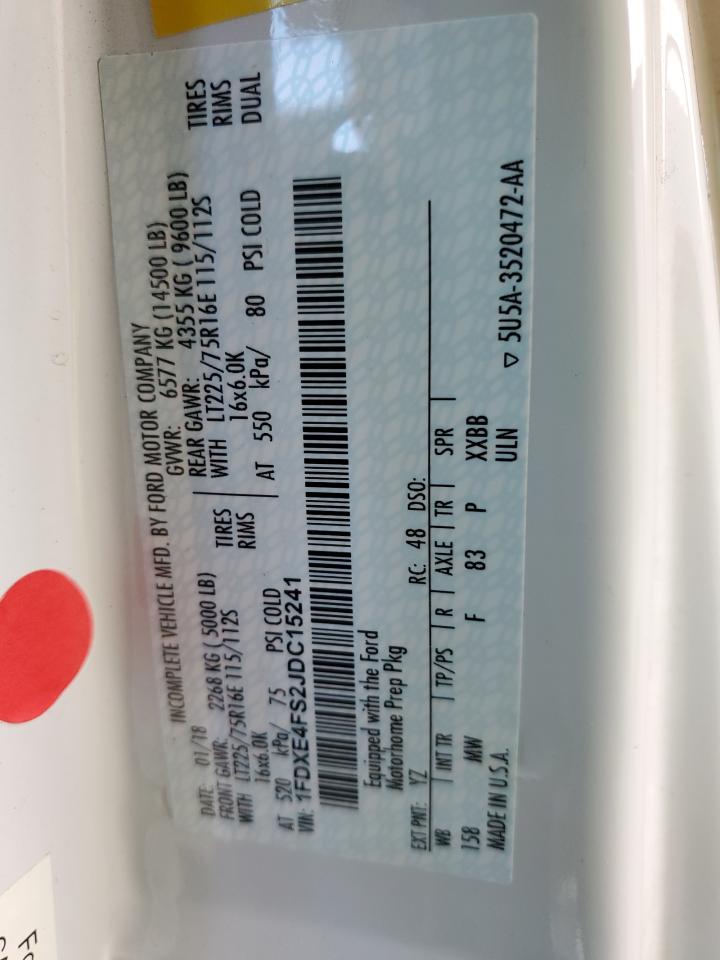 INCOMPLETE VEHICLE MFD. BY FORD MOTOR COMPANY
DATE: 01/18 GVWR: 6577 KG (14500 LB)
FRONT GAWR: 2268 KG ( 5000 LB) REAR GAWR: 4355 KG ( 9600 LB)
WITH LT225/75R16E 115/112S TIRES WITH LT225/75R16E 115/112S TIRES
16x6.0K RIMS 16x6.0K RIMS
AT 520 kPa/ 75 PSI COLD AT 550 kPa/ 80 PSI COLD DUAL
VIN: 1FDXE4FS2JDC15241
Equipped with the Ford
Motorhome Prep Pkg
EXT PNT: YZ RC: 48 DSO:
WB INT TR TP/PS R AXLE TR SPR
158 MW F 83 P XXBB
MADE IN U.S.A. ULN
▽ 5U5A-3520472-AA